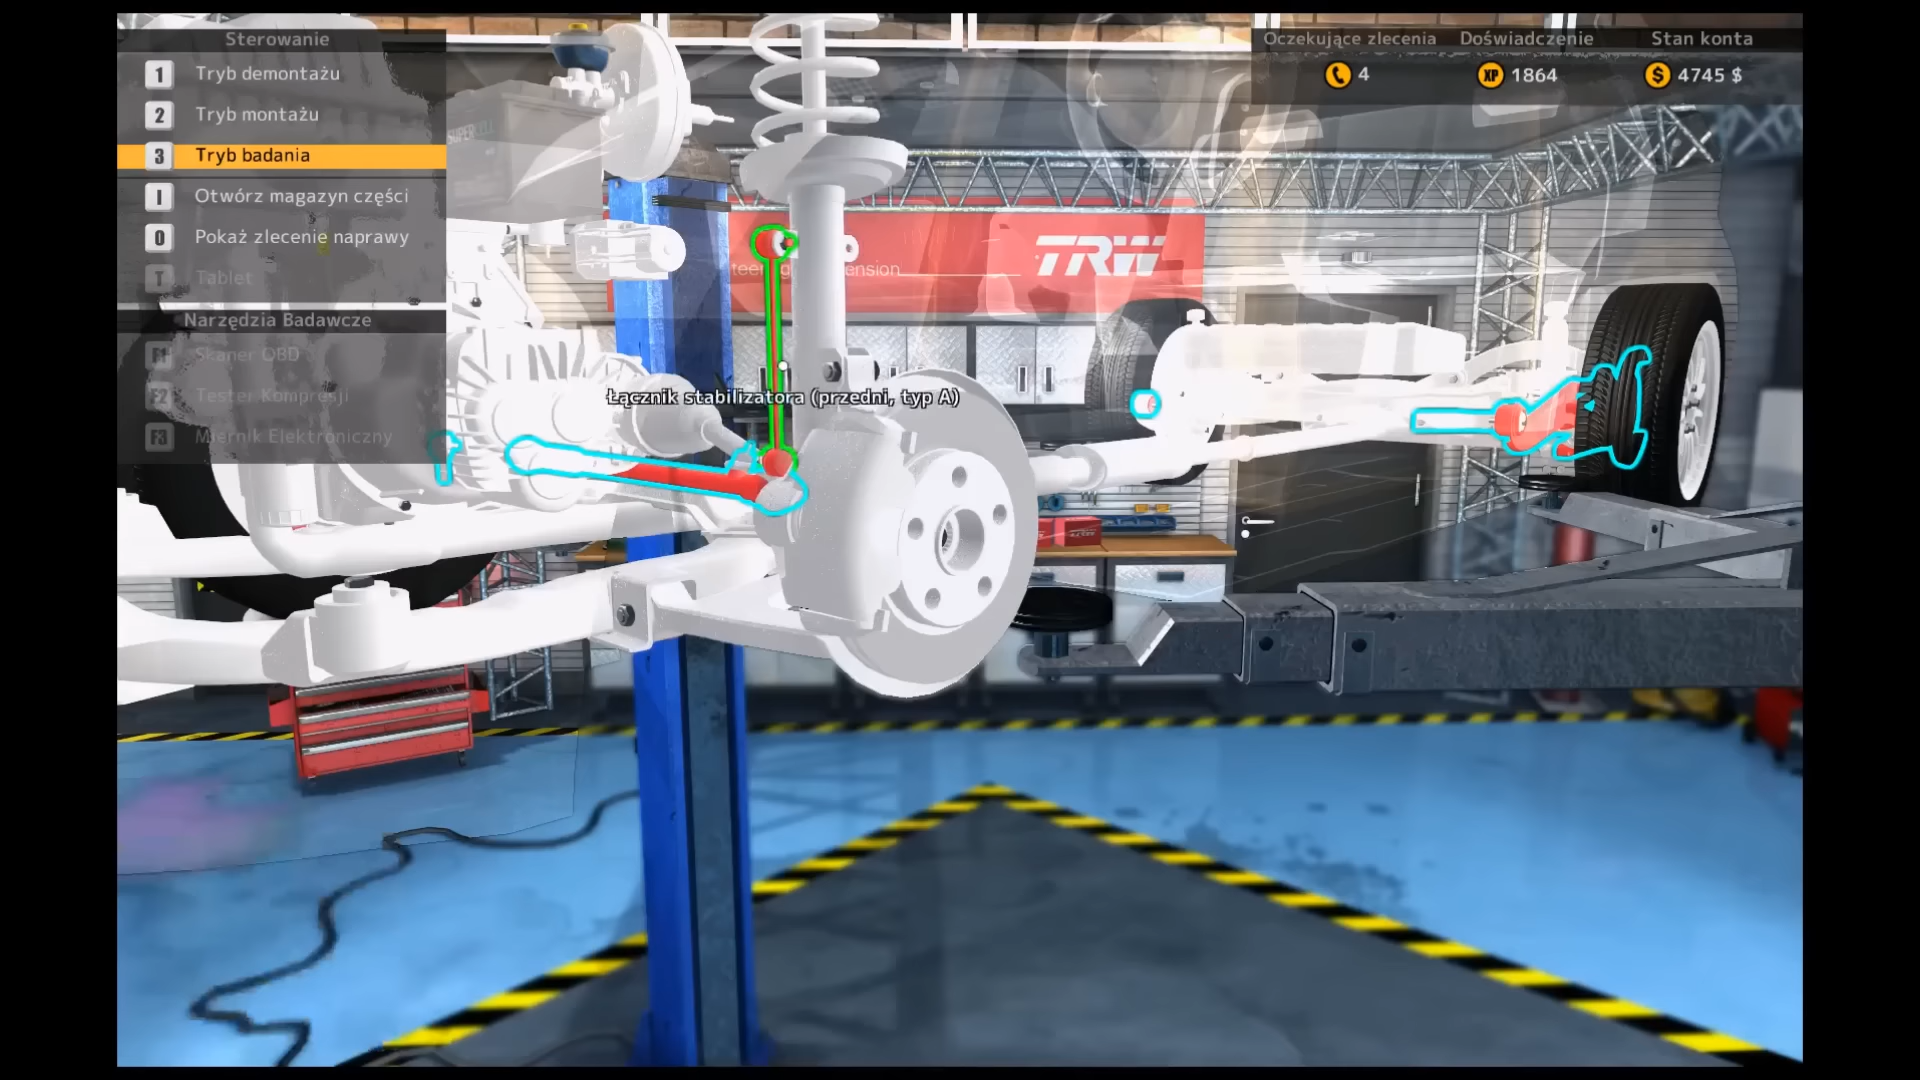 Sterowanie
1 Tryb demontażu
2 Tryb montażu
3 Tryb badania
I Otwórz magazyn części
O Pokaż zlecenie naprawy
T Tablet
Narzędzia Badawcze
F1 Skaner OBD
F2 Tester Kompresji
F3 Miernik Elektroniczny
Oczekujące zlecenia Doświadczenie Stan konta
4 XP 1864 $ 4745 $
TRW
Łącznik stabilizatora (przedni, typ A)